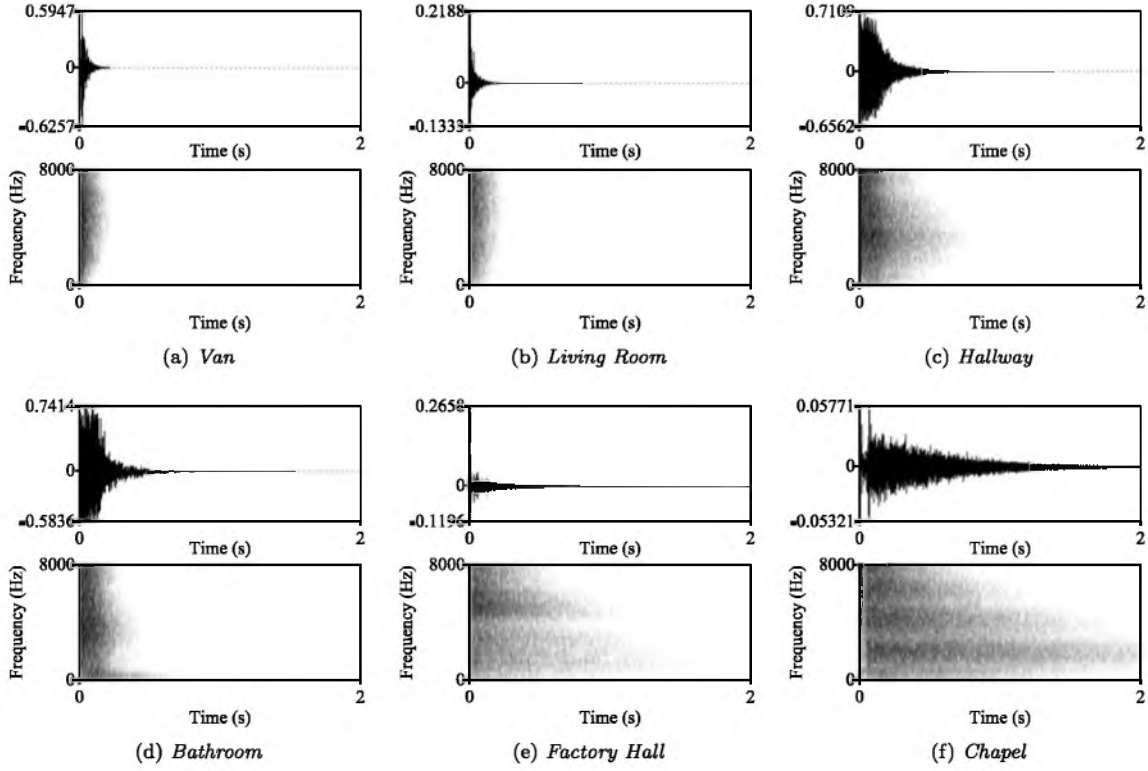 0.5947
0
-0.6257
0
2
Time (s)
8000
Frequency (Hz)
0
0
2
Time (s)
(a) Van
0.2188
0
-0.1333
0
2
Time (s)
8000
Frequency (Hz)
0
0
2
Time (s)
(b) Living Room
0.7109
0
-0.6562
0
2
Time (s)
8000
Frequency (Hz)
0
0
2
Time (s)
(c) Hallway
0.7414
0
-0.5836
0
2
Time (s)
8000
Frequency (Hz)
0
0
2
Time (s)
(d) Bathroom
0.2658
0
-0.1196
0
2
Time (s)
8000
Frequency (Hz)
0
0
2
Time (s)
(e) Factory Hall
0.05771
0
-0.05321
0
2
Time (s)
8000
Frequency (Hz)
0
0
2
Time (s)
(f) Chapel